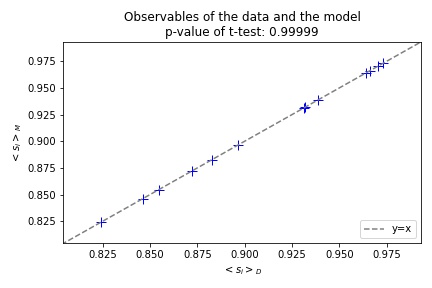 Observables of the data and the model
p-value of t-test: 0.99999
0.975
0.950
0.925
0.900
0.875
0.850
0.825
< s_i >_M
y=x
0.825 0.850 0.875 0.900 0.925 0.950 0.975
< s_i >_D